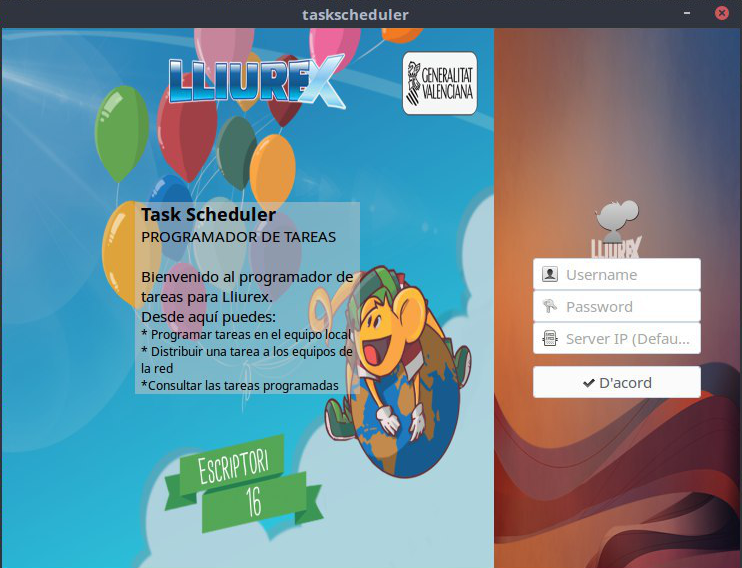 taskscheduler
LLIUREX
GENERALITAT
VALENCIANA
Task Scheduler
PROGRAMADOR DE TAREAS
Bienvenido al programador de
tareas para Lliurex.
Desde aquí puedes:
* Programar tareas en el equipo local
* Distribuir una tarea a los equipos de
la red
*Consultar las tareas programadas
ESCRIPTORI
16
LLIUREX
Username
Password
Server IP (Defau...
D'acord